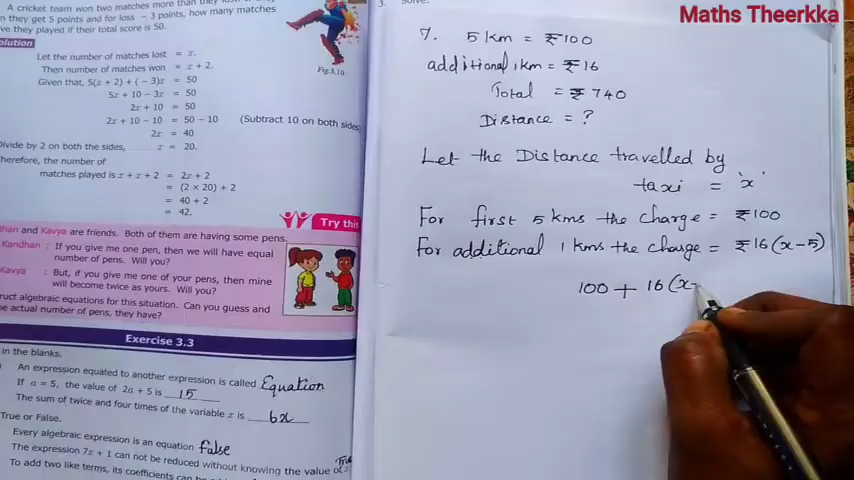 A cricket team won two matches more than they lost
they get 5 points and for loss − 3 points, how many matches
they played if their total score is 50.
olution
Let the number of matches lost = x.
Then number of matches won = x + 2.
Given that, 5(x + 2) + (−3)x = 50
5x + 10 − 3x = 50
2x + 10 = 50
2x + 10 − 10 = 50 − 10 (Subtract 10 on both sides)
2x = 40
Divide by 2 on both the sides, x = 20.
herefore, the number of
matches played is x + x + 2 = 2x + 2
= (2 × 20) + 2
= 40 + 2
= 42.
Fig.3.10
Try this
han and Kavya are friends. Both of them are having some pens.
Kandhan : If you give me one pen, then we will have equal
number of pens. Will you?
Kavya : But, if you give me one of your pens, then mine
will become twice as yours. Will you?
ruct algebraic equations for this situation. Can you guess and
e actual number of pens, they have?
Exercise 3.3
in the blanks.
An expression equated to another expression is called Equation
If a = 5, the value of 2a + 5 is 15
The sum of twice and four times of the variable x is 6x
True or False.
Every algebraic expression is an equation false
The expression 7x + 1 can not be reduced without knowing the value of x True
To add two like terms, its coefficients can be
3. Solve:
Maths Theerkka
7. 5 km = ₹100
additional 1km = ₹16
Total = ₹740
Distance = ?
Let the Distance travelled by
taxi = 'x'
For first 5 kms the charge = ₹100
For additional 1 kms the charge = ₹16(x−5)
100 + 16(x-